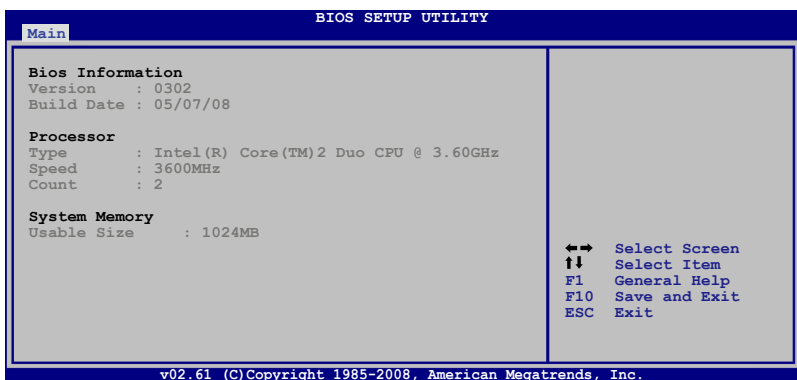 BIOS SETUP UTILITY
Main
Bios Information
Version : 0302
Build Date : 05/07/08
Processor
Type : Intel(R) Core(TM)2 Duo CPU @ 3.60GHz
Speed : 3600MHz
Count : 2
System Memory
Usable Size : 1024MB
←→ Select Screen
↑↓ Select Item
F1 General Help
F10 Save and Exit
ESC Exit
v02.61 (C)Copyright 1985-2008, American Megatrends, Inc.